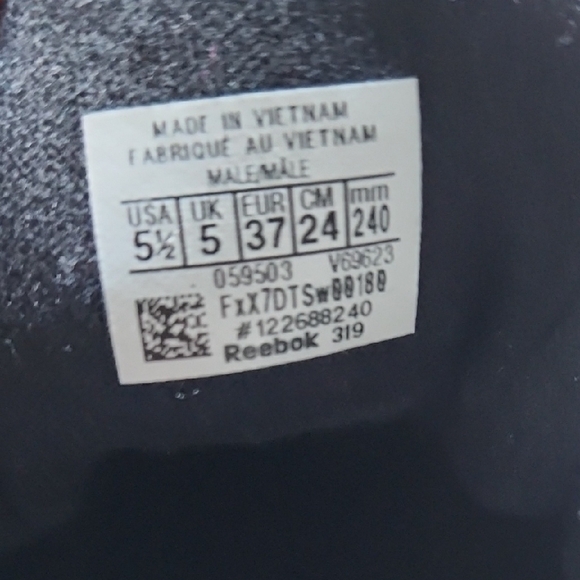 MADE IN VIETNAM
FABRIQUÉ AU VIETNAM
MALE/MÂLE
USA UK EUR CM mm
5½ 5 37 24 240
059503 V69623
FxX7DTSw00180
#122688240
Reebok 319